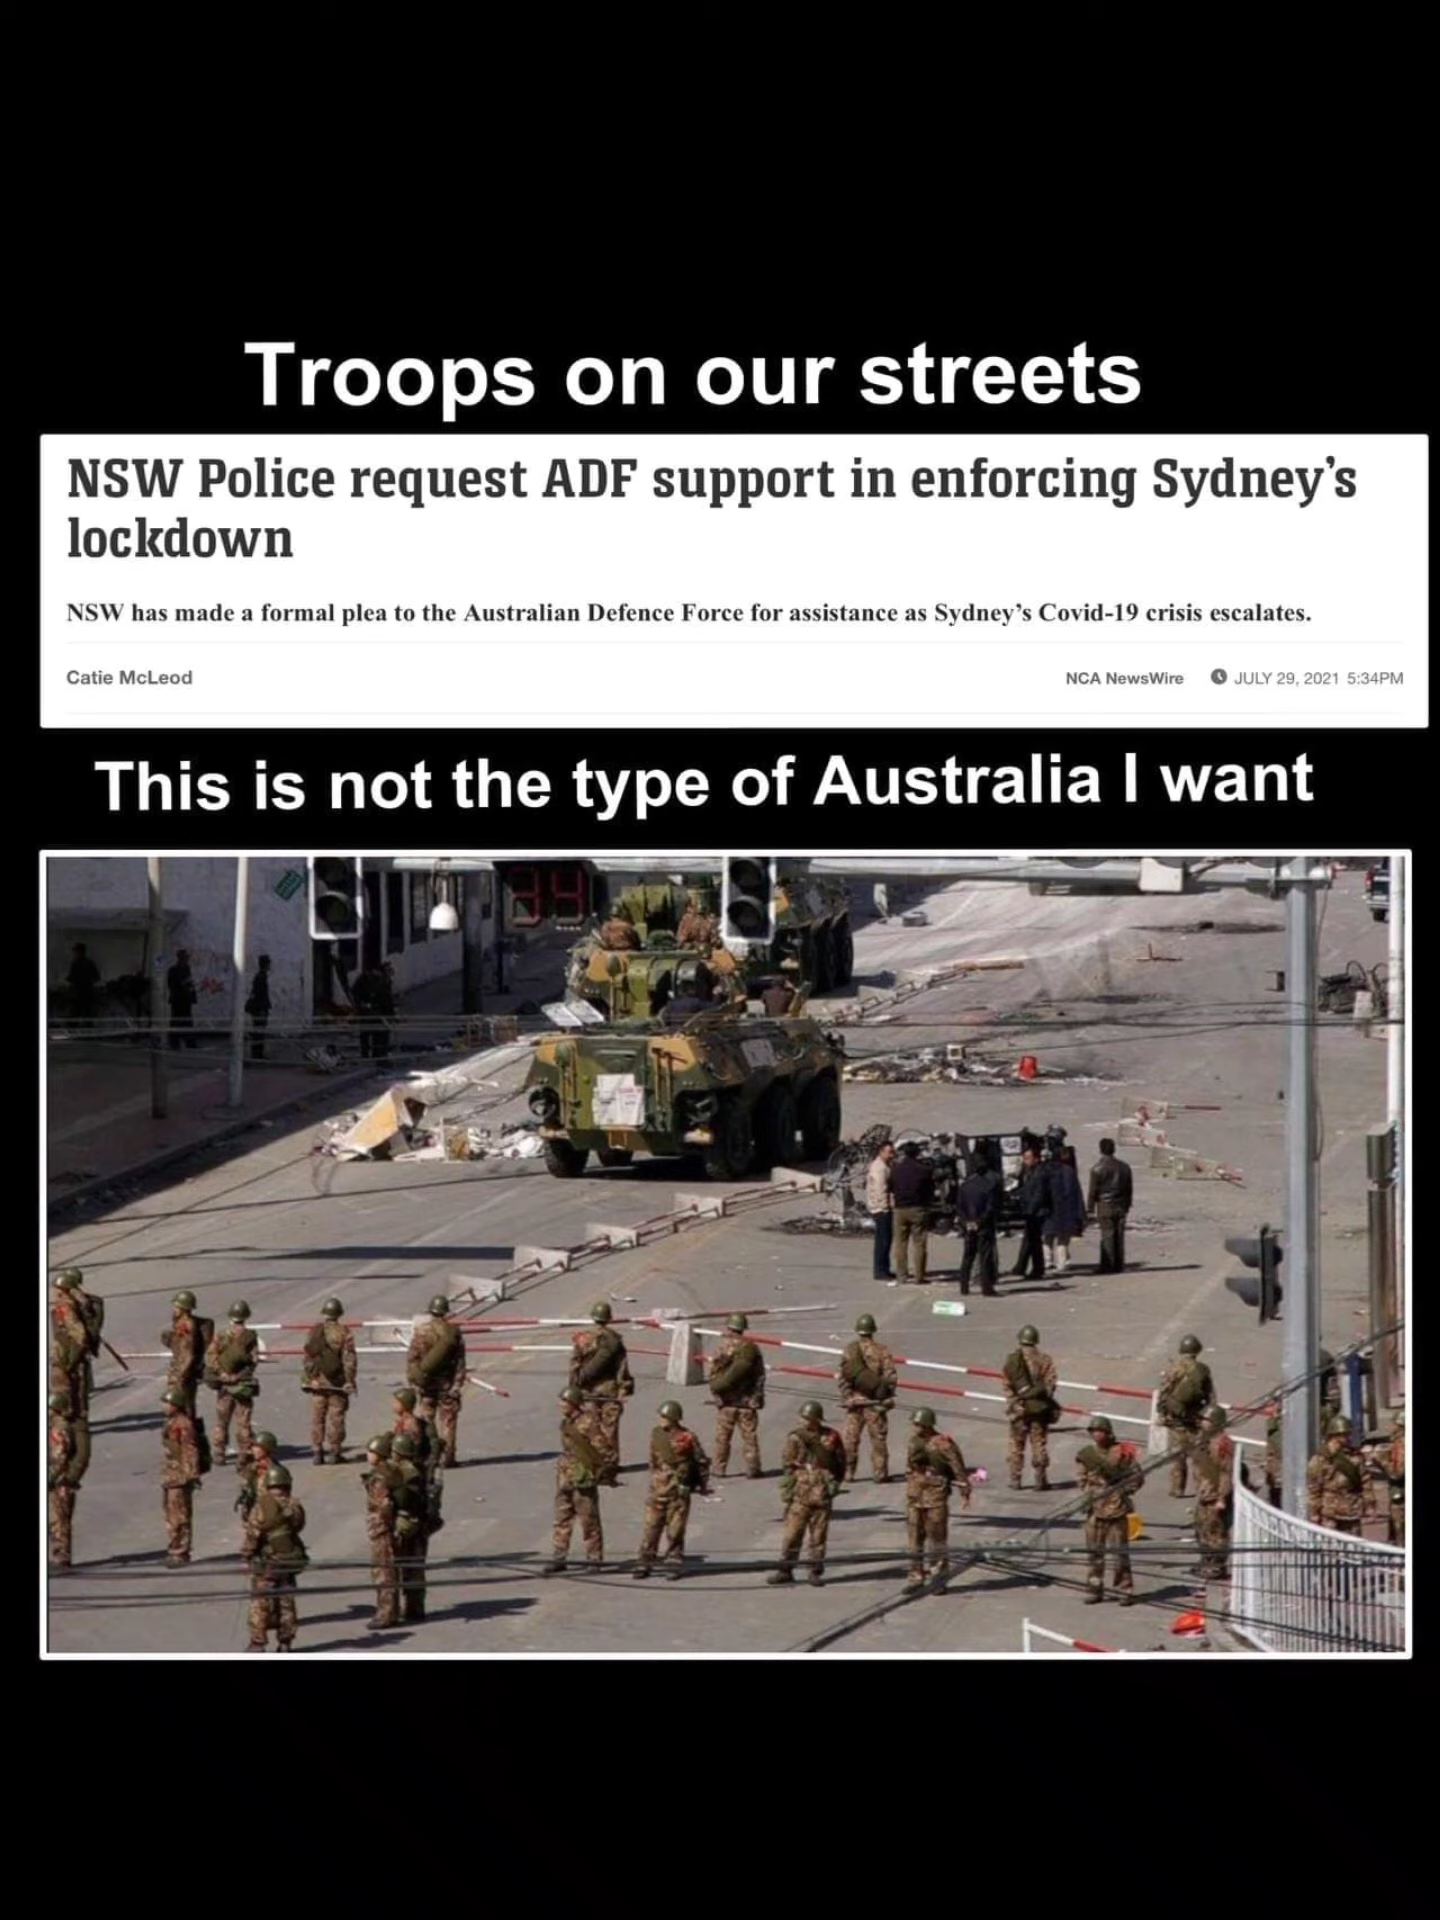 Troops on our streets
NSW Police request ADF support in enforcing Sydney's
lockdown
NSW has made a formal plea to the Australian Defence Force for assistance as Sydney's Covid-19 crisis escalates.
Catie McLeod
NCA NewsWire JULY 29, 2021 5:34PM
This is not the type of Australia I want